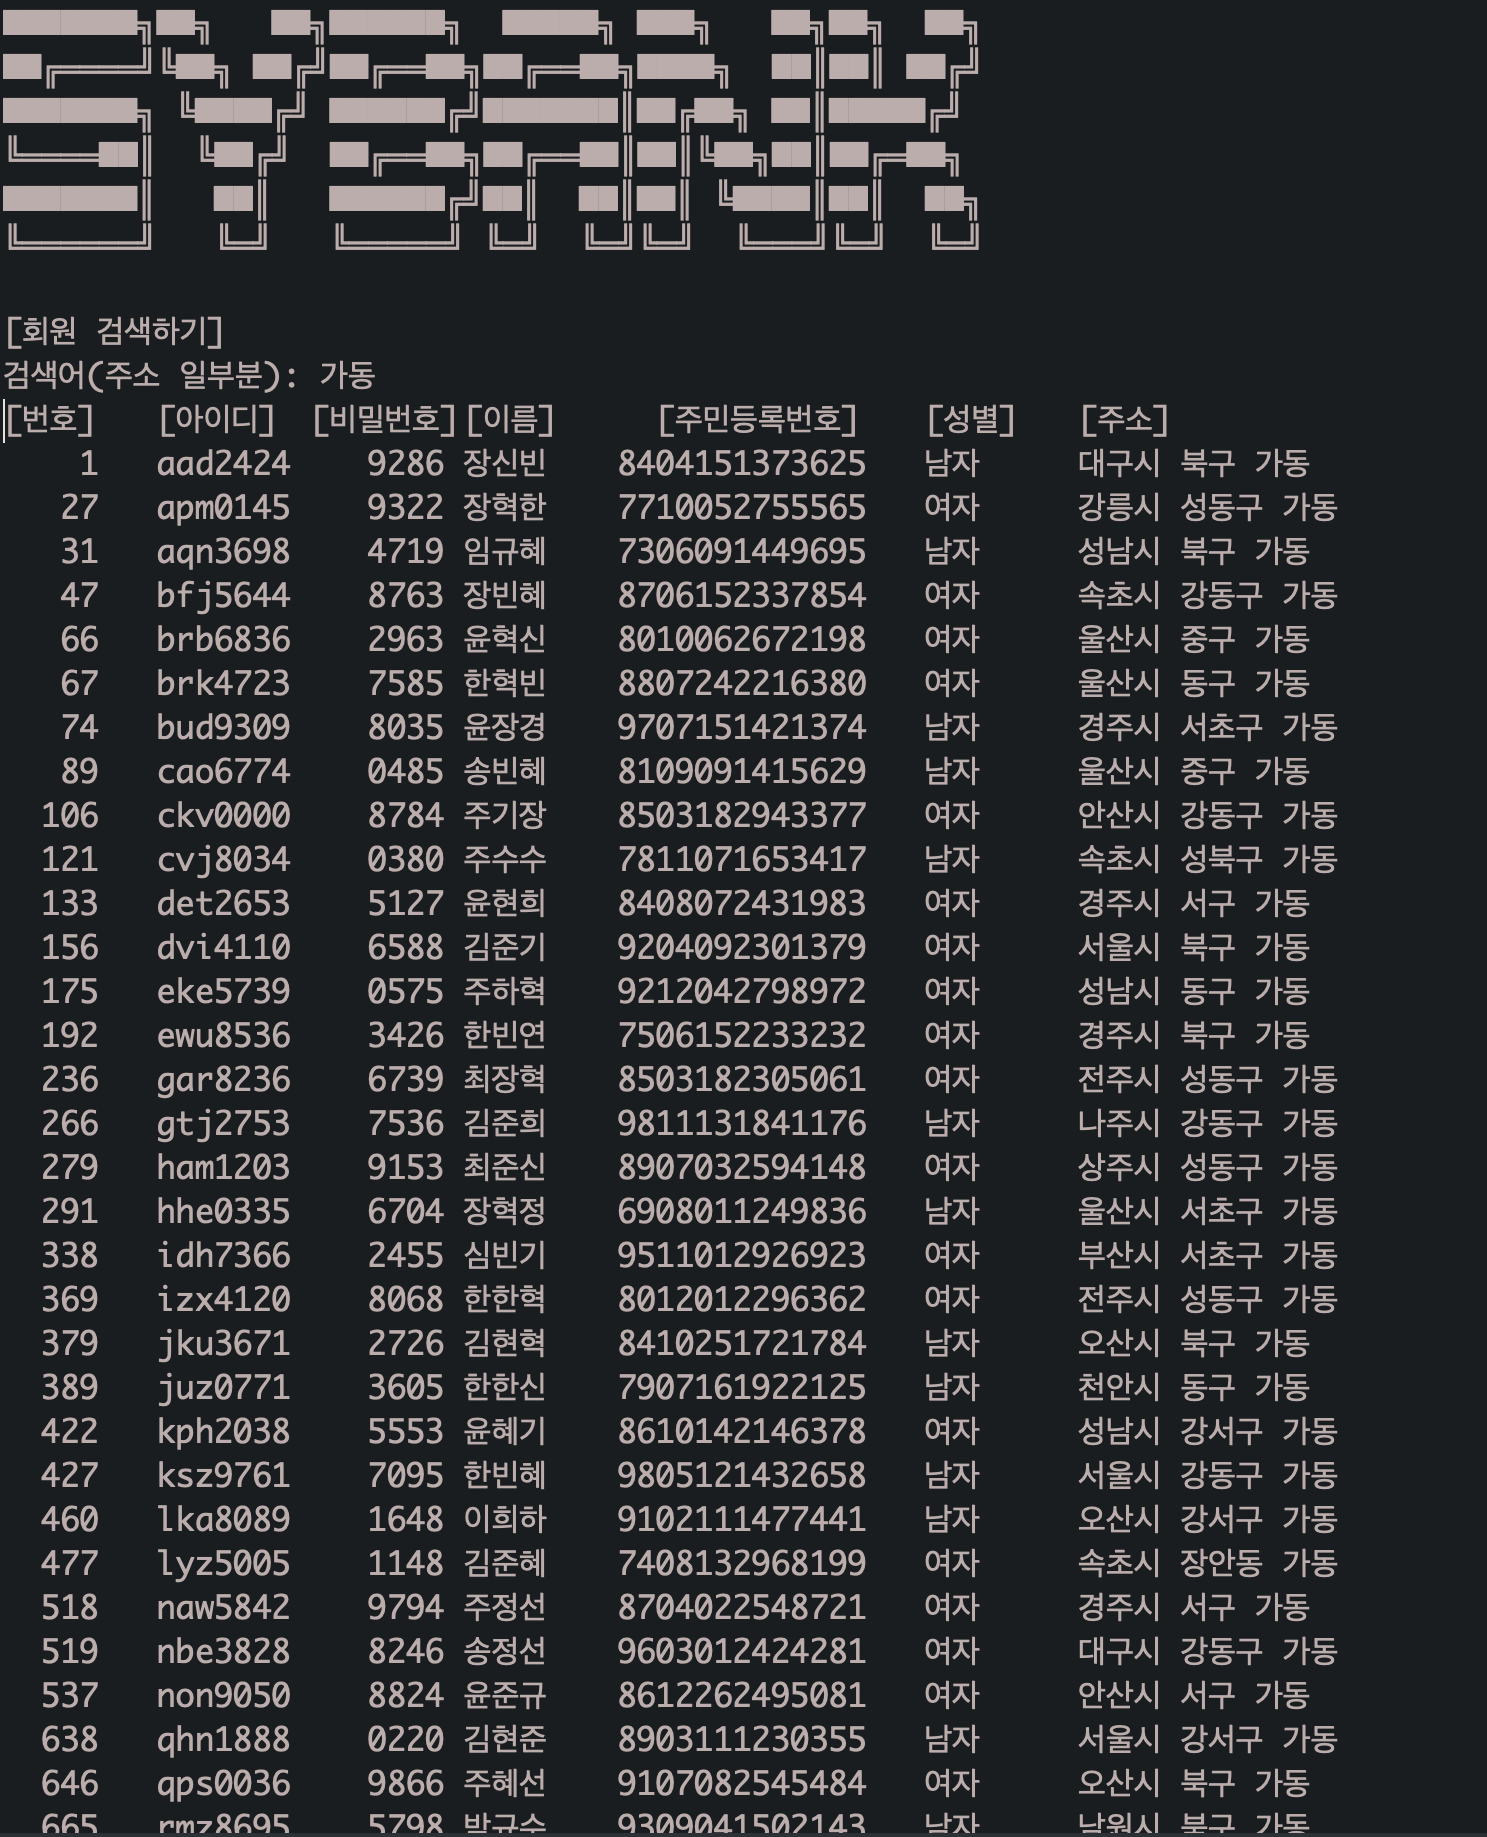 SYBANK
[회원 검색하기]
검색어(주소 일부분): 가동
[번호] [아이디] [비밀번호] [이름] [주민등록번호] [성별] [주소]
1 aad2424 9286 장신빈 8404151373625 남자 대구시 북구 가동
27 apm0145 9322 장혁한 7710052755565 여자 강릉시 성동구 가동
31 aqn3698 4719 임규혜 7306091449695 남자 성남시 북구 가동
47 bfj5644 8763 장빈혜 8706152337854 여자 속초시 강동구 가동
66 brb6836 2963 윤혁신 8010062672198 여자 울산시 중구 가동
67 brk4723 7585 한혁빈 8807242216380 여자 울산시 동구 가동
74 bud9309 8035 윤장경 9707151421374 남자 경주시 서초구 가동
89 cao6774 0485 송빈혜 8109091415629 남자 울산시 중구 가동
106 ckv0000 8784 주기장 8503182943377 여자 안산시 강동구 가동
121 cvj8034 0380 주수수 7811071653417 남자 속초시 성북구 가동
133 det2653 5127 윤현희 8408072431983 여자 경주시 서구 가동
156 dvi4110 6588 김준기 9204092301379 여자 서울시 북구 가동
175 eke5739 0575 주하혁 9212042798972 여자 성남시 동구 가동
192 ewu8536 3426 한빈연 7506152233232 여자 경주시 북구 가동
236 gar8236 6739 최장혁 8503182305061 여자 전주시 성동구 가동
266 gtj2753 7536 김준희 9811131841176 남자 나주시 강동구 가동
279 ham1203 9153 최준신 8907032594148 여자 상주시 성동구 가동
291 hhe0335 6704 장혁정 6908011249836 남자 울산시 서초구 가동
338 idh7366 2455 심빈기 9511012926923 여자 부산시 서초구 가동
369 izx4120 8068 한한혁 8012012296362 여자 전주시 성동구 가동
379 jku3671 2726 김현혁 8410251721784 남자 오산시 북구 가동
389 juz0771 3605 한한신 7907161922125 남자 천안시 동구 가동
422 kph2038 5553 윤혜기 8610142146378 여자 성남시 강서구 가동
427 ksz9761 7095 한빈혜 9805121432658 남자 서울시 강동구 가동
460 lka8089 1648 이희하 9102111477441 남자 오산시 강서구 가동
477 lyz5005 1148 김준혜 7408132968199 여자 속초시 장안동 가동
518 naw5842 9794 주정선 8704022548721 여자 경주시 서구 가동
519 nbe3828 8246 송정선 9603012424281 여자 대구시 강동구 가동
537 non9050 8824 윤준규 8612262495081 여자 안산시 서구 가동
638 qhn1888 0220 김현준 8903111230355 남자 서울시 강서구 가동
646 qps0036 9866 주혜선 9107082545484 여자 오산시 북구 가동
665 rmz8695 5798 박규수 9309041502143 남자 남원시 북구 가동